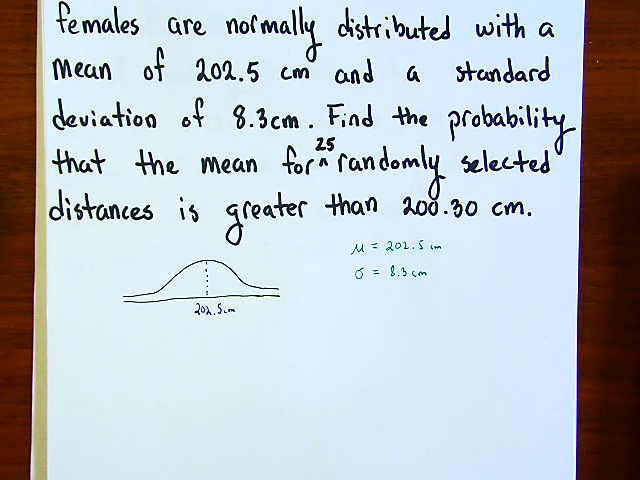 females are normally distributed with a
mean of 202.5 cm and a standard
deviation of 8.3cm. Find the probability
25
that the mean for ^ randomly selected
distances is greater than 200.30 cm.
μ = 202.5 cm
σ = 8.3 cm
202.5cm